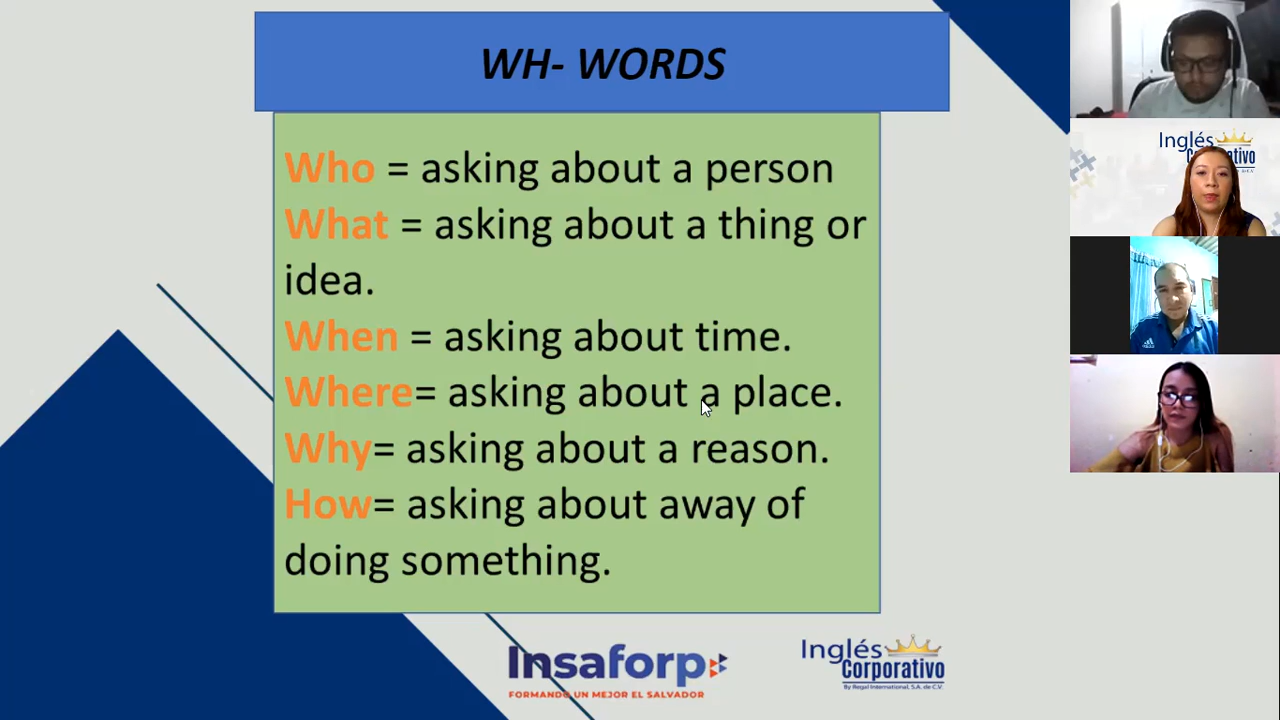 WH- WORDS
Who = asking about a person
What = asking about a thing or
idea.
When = asking about time.
Where= asking about a place.
Why= asking about a reason.
How= asking about away of
doing something.
Insaforp
FORMANDO UN MEJOR EL SALVADOR
Inglés
Corporativo
By Regal International, S.A. de C.V.
Inglés